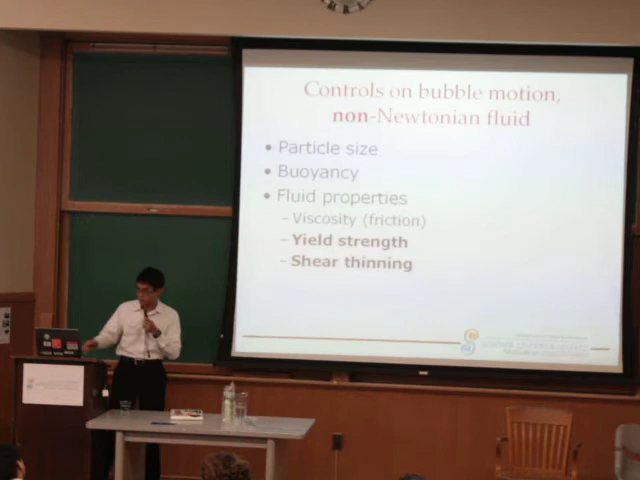 Controls on bubble motion,
non-Newtonian fluid
• Particle size
• Buoyancy
• Fluid properties
– Viscosity (friction)
– Yield strength
– Shear thinning